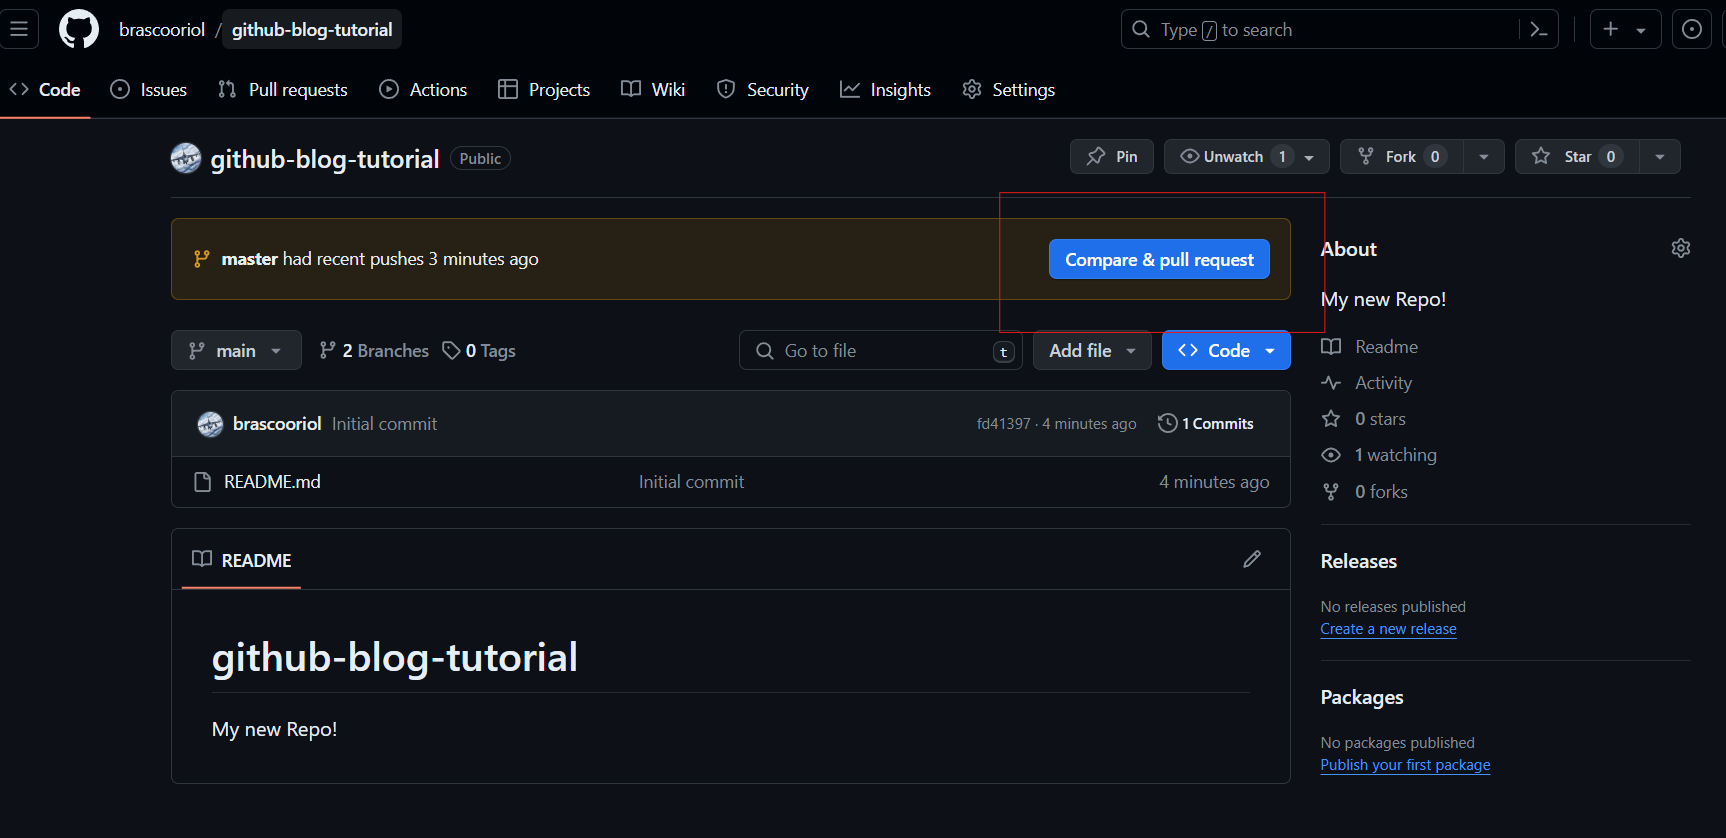 brascooriol / github-blog-tutorial
Type / to search
Code Issues Pull requests Actions Projects Wiki Security Insights Settings
github-blog-tutorial Public
Pin Unwatch 1 Fork 0 Star 0
master had recent pushes 3 minutes ago
Compare & pull request
main 2 Branches 0 Tags
Go to file t Add file Code
brascooriol Initial commit fd41397 · 4 minutes ago 1 Commits
README.md Initial commit 4 minutes ago
README
github-blog-tutorial
My new Repo!
About
My new Repo!
Readme
Activity
0 stars
1 watching
0 forks
Releases
No releases published
Create a new release
Packages
No packages published
Publish your first package